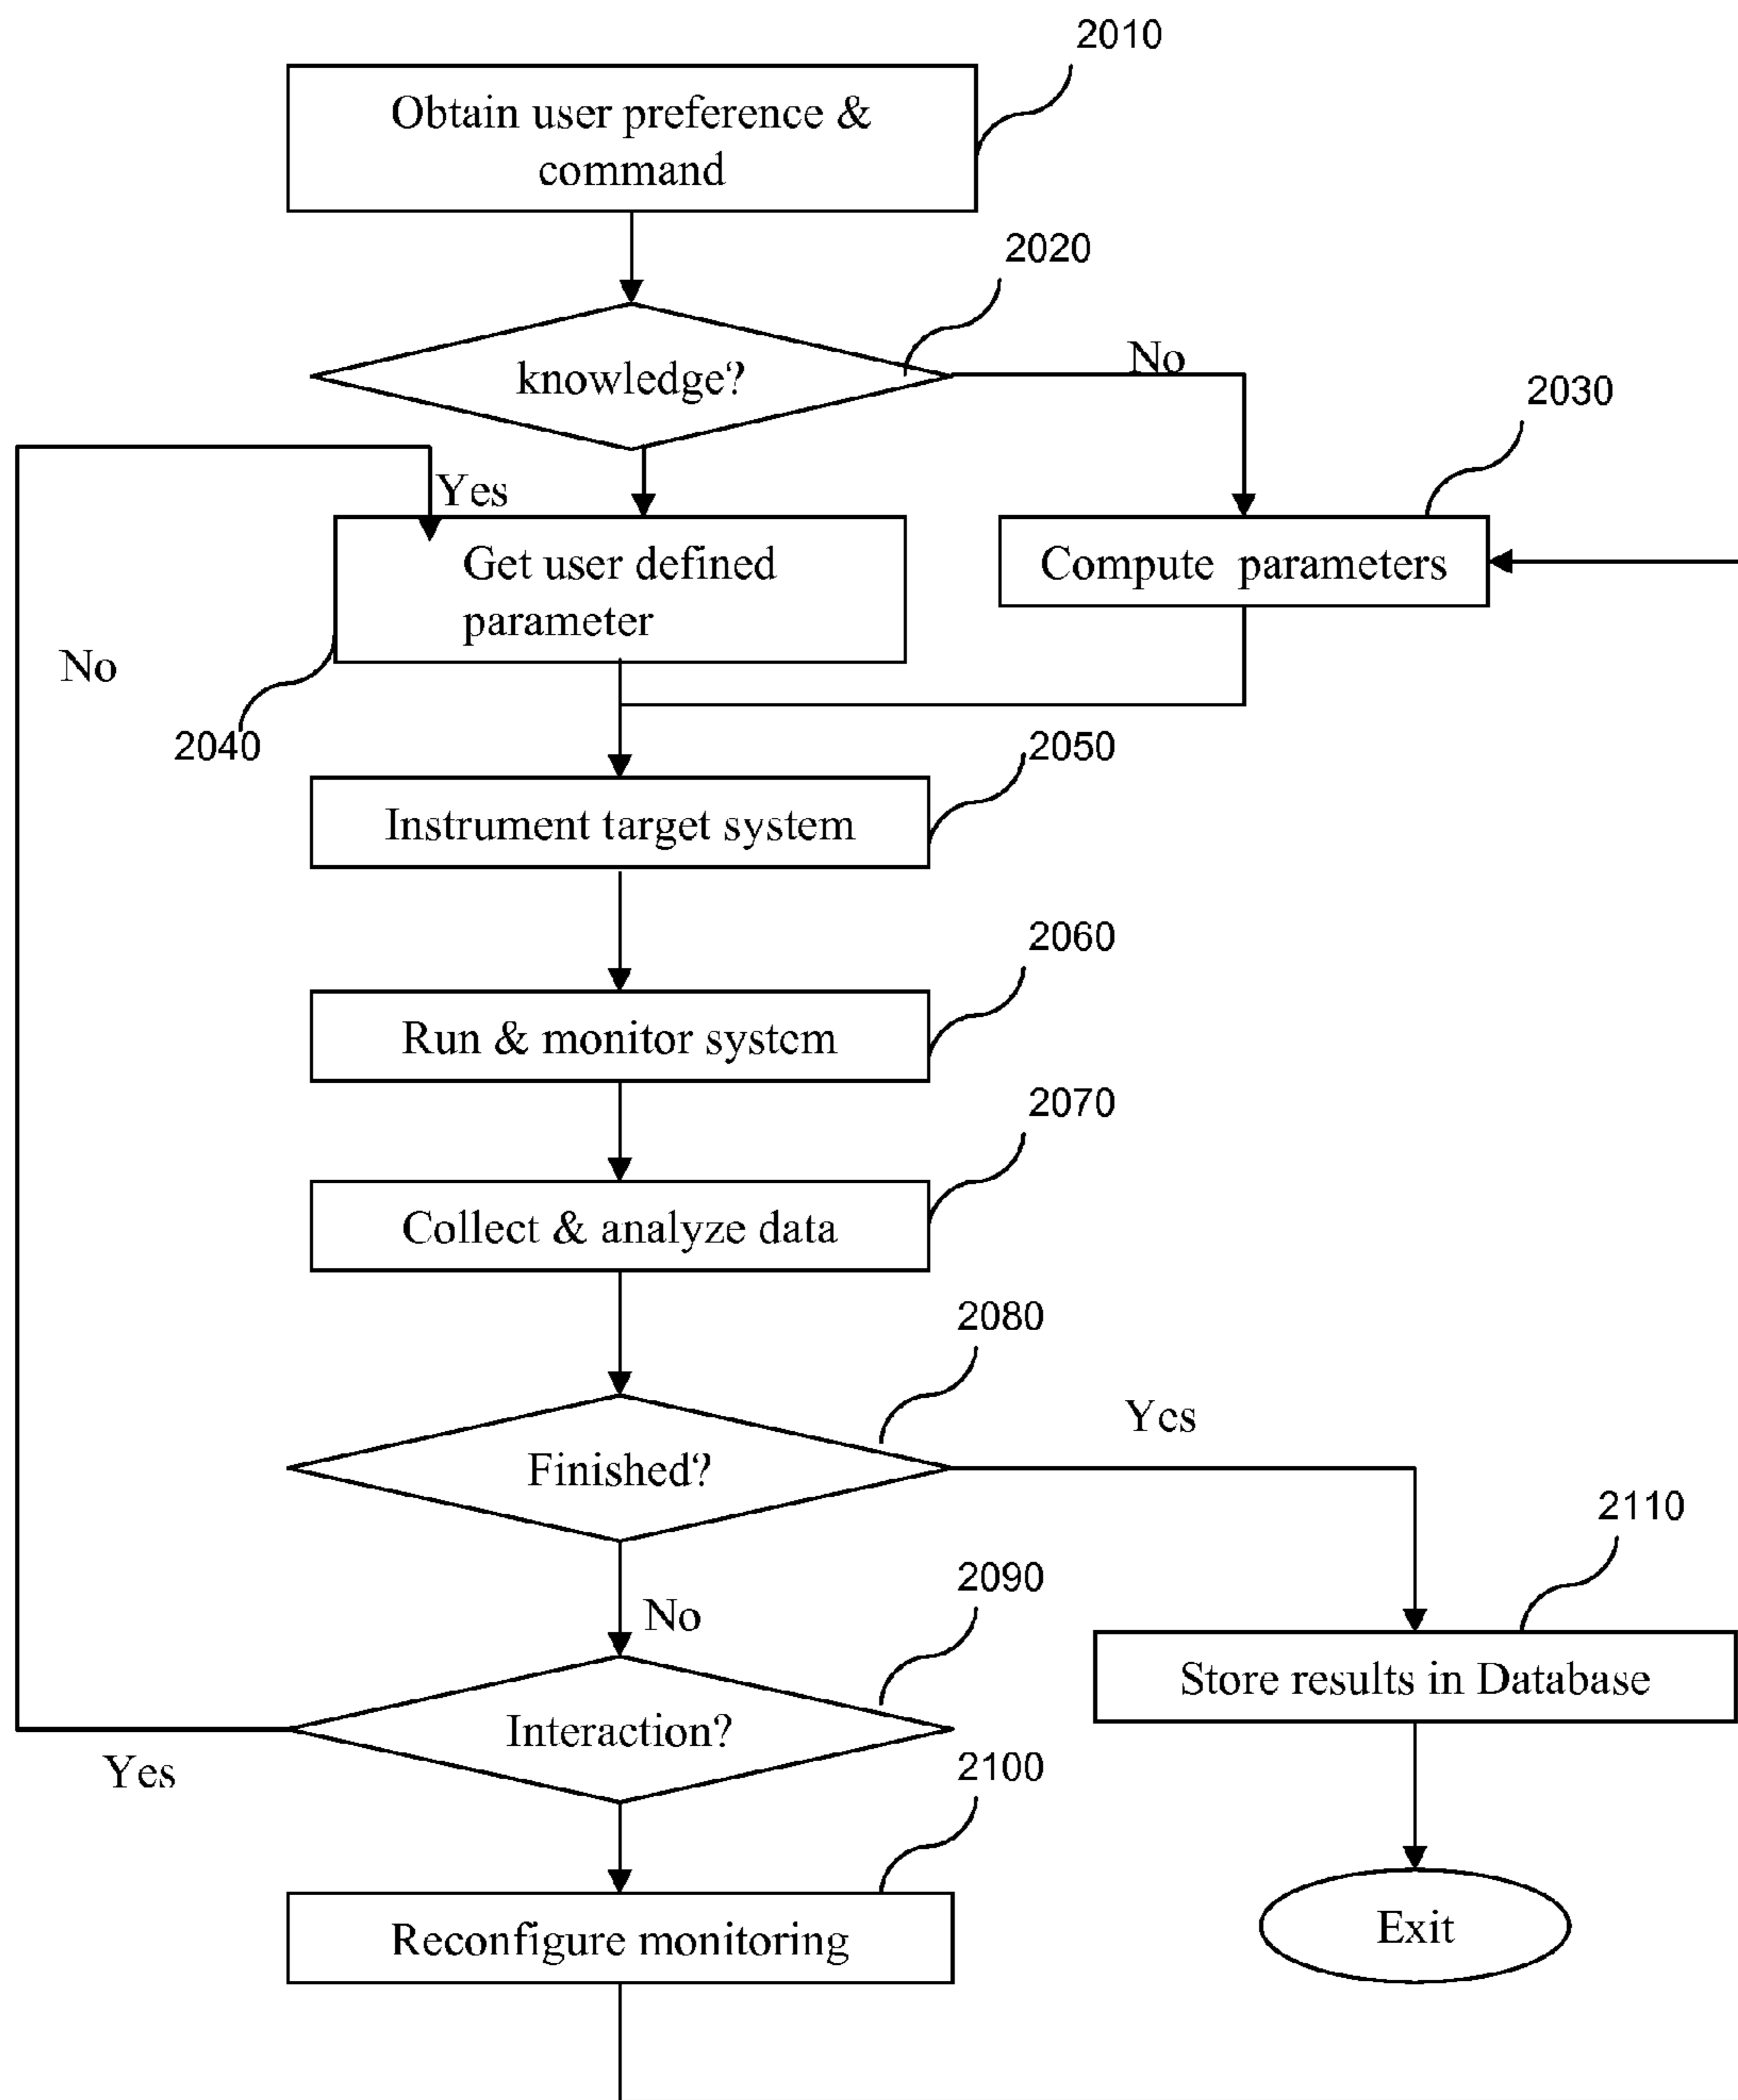 2010
Obtain user preference &
command
2020
knowledge?
No
2030
Yes
Get user defined
parameter
Compute parameters
No
2040
2050
Instrument target system
2060
Run & monitor system
2070
Collect & analyze data
2080
Yes
Finished?
2110
No
2090
Store results in Database
Interaction?
Yes
2100
Reconfigure monitoring
Exit